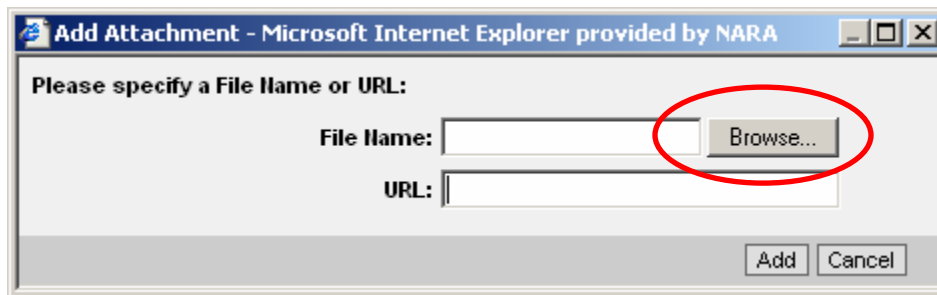 Add Attachment - Microsoft Internet Explorer provided by NARA
Please specify a File Name or URL:
File Name: Browse...
URL:
Add Cancel